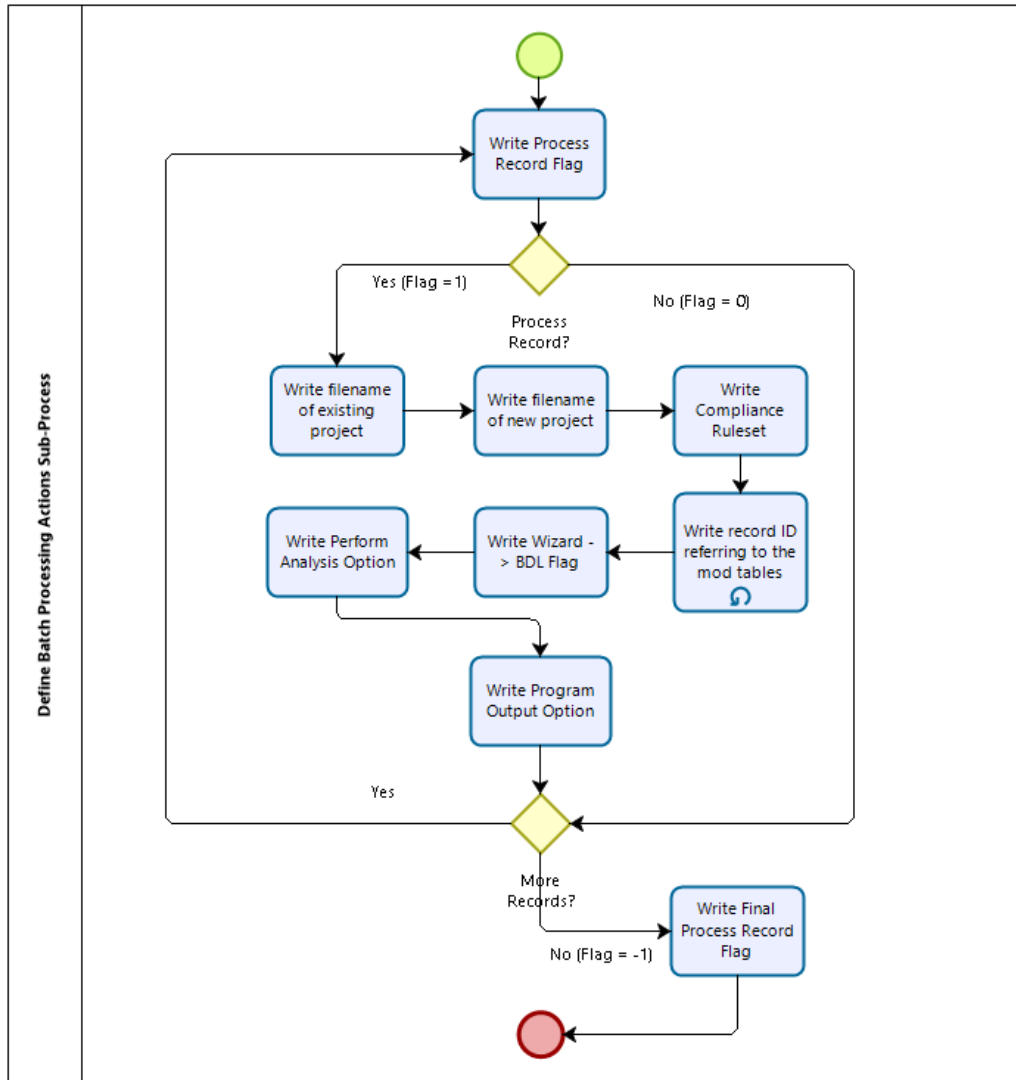 Define Batch Processing Actions Sub-Process
Write Process
Record Flag
Yes (Flag = 1)
No (Flag = 0)
Process
Record?
Write filename
of existing
project
Write filename
of new project
Write
Compliance
Ruleset
Write Perform
Analysis Option
Write Wizard -
> BDL Flag
Write record ID
referring to the
mod tables
Write Program
Output Option
Yes
More
Records?
No (Flag = -1)
Write Final
Process Record
Flag